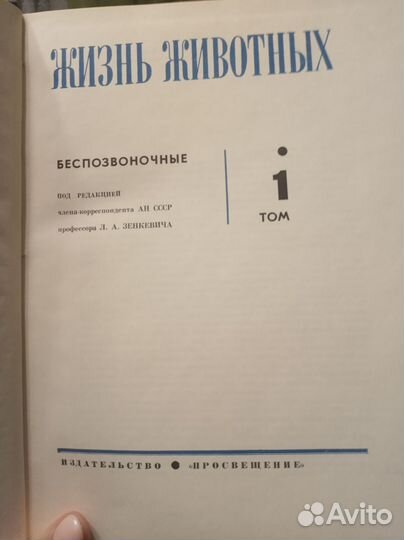 ЖИЗНЬ ЖИВОТНЫХ
БЕСПОЗВОНОЧНЫЕ
ПОД РЕДАКЦИЕЙ
члена-корреспондента АН СССР
профессора Л. А. ЗЕНКЕВИЧА
1
ТОМ
ИЗДАТЕЛЬСТВО ● «ПРОСВЕЩЕНИЕ»
Avito